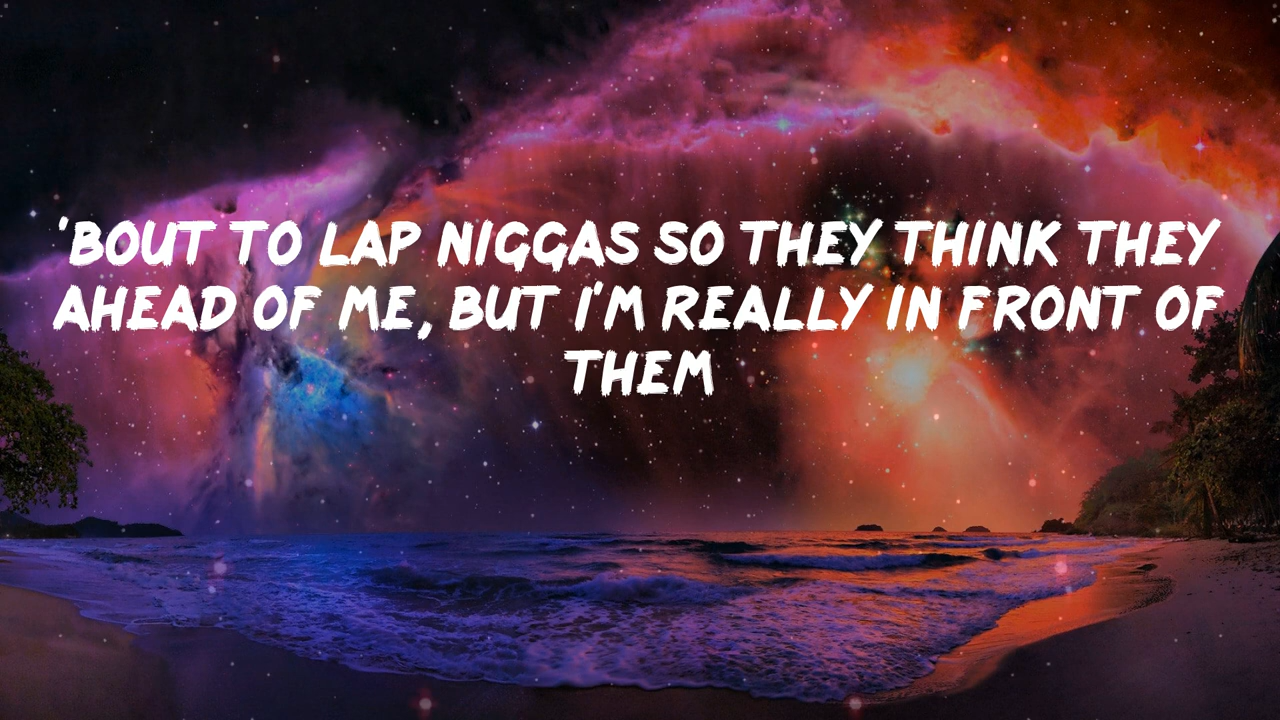 'BOUT TO LAP NIGGAS SO THEY THINK THEY
AHEAD OF ME, BUT I'M REALLY IN FRONT OF
THEM